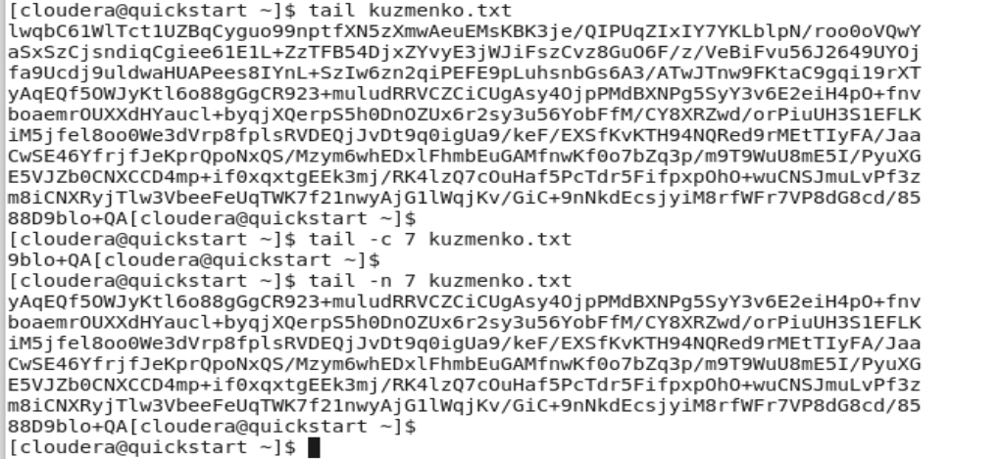 [cloudera@quickstart ~]$ tail kuzmenko.txt
lwqbC61WlTct1UZBqCyguo99nptfXN5zXmwAeuEMsKBK3je/QIPUqZIxIY7YKLblpN/roo0oVQwY
aSxSzCjsndiqCgiee61E1L+ZzTFB54DjxZYvyE3jWJiFszCvz8GuO6F/z/VeBiFvu56J2649UYOj
fa9Ucdj9uldwaHUAPees8IYnL+SzIw6zn2qiPEFE9pLuhsnbGs6A3/ATwJTnw9FKtaC9gqi19rXT
yAqEQf5OWJyKtl6o88gGgCR923+muludRRVCZCiCUgAsy4OjpPMdBXNPg5SyY3v6E2eiH4pO+fnv
boaemrOUXXdHYaucl+byqjXQerpS5h0DnOZUx6r2sy3u56YobFfM/CY8XRZwd/orPiuUH3S1EFLK
iM5jfel8oo0We3dVrp8fplsRVDEQjJvDt9q0igUa9/keF/EXSfKvKTH94NQRed9rMEtTIyFA/Jaa
CwSE46YfrjfJeKprQpoNxQS/Mzym6whEDxlFhmbEuGAMfnwKf0o7bZq3p/m9T9WuU8mE5I/PyuXG
E5VJZb0CNXCCD4mp+if0xqxtgEEk3mj/RK4lzQ7cOuHaf5PcTdr5FifpxpOhO+wuCNSJmuLvPf3z
m8iCNXRyjTlw3VbeeFeUqTWK7f21nwyAjG1lWqjKv/GiC+9nNkdEcsjyiM8rfWFr7VP8dG8cd/85
88D9blo+QA[cloudera@quickstart ~]$
[cloudera@quickstart ~]$ tail -c 7 kuzmenko.txt
9blo+QA[cloudera@quickstart ~]$
[cloudera@quickstart ~]$ tail -n 7 kuzmenko.txt
yAqEQf5OWJyKtl6o88gGgCR923+muludRRVCZCiCUgAsy4OjpPMdBXNPg5SyY3v6E2eiH4pO+fnv
boaemrOUXXdHYaucl+byqjXQerpS5h0DnOZUx6r2sy3u56YobFfM/CY8XRZwd/orPiuUH3S1EFLK
iM5jfel8oo0We3dVrp8fplsRVDEQjJvDt9q0igUa9/keF/EXSfKvKTH94NQRed9rMEtTIyFA/Jaa
CwSE46YfrjfJeKprQpoNxQS/Mzym6whEDxlFhmbEuGAMfnwKf0o7bZq3p/m9T9WuU8mE5I/PyuXG
E5VJZb0CNXCCD4mp+if0xqxtgEEk3mj/RK4lzQ7cOuHaf5PcTdr5FifpxpOhO+wuCNSJmuLvPf3z
m8iCNXRyjTlw3VbeeFeUqTWK7f21nwyAjG1lWqjKv/GiC+9nNkdEcsjyiM8rfWFr7VP8dG8cd/85
88D9blo+QA[cloudera@quickstart ~]$
[cloudera@quickstart ~]$